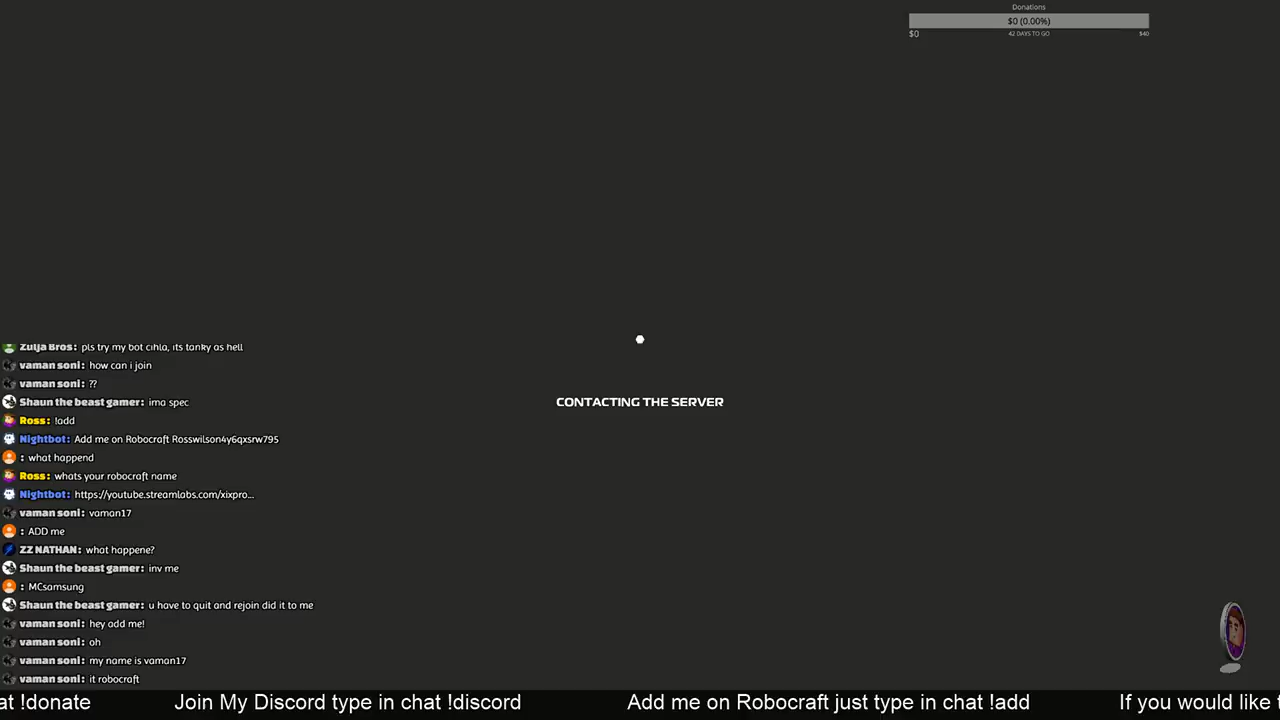 Donations
$0 (0.00%)
$0 42 DAYS TO GO $40
CONTACTING THE SERVER
Zulja Bros: pls try my bot cihla, its tanky as hell
vaman soni: how can i join
vaman soni: ??
Shaun the beast gamer: ima spec
Ross: !add
Nightbot: Add me on Robocraft Rosswilson4y6qxsrw795
: what happend
Ross: whats your robocraft name
Nightbot: https://youtube.streamlabs.com/xixpro...
vaman soni: vaman17
: ADD me
ZZ NATHAN: what happene?
Shaun the beast gamer: inv me
: MCsamsung
Shaun the beast gamer: u have to quit and rejoin did it to me
vaman soni: hey add me!
vaman soni: oh
vaman soni: my name is vaman17
vaman soni: it robocraft
at !donate Join My Discord type in chat !discord Add me on Robocraft just type in chat !add If you would like